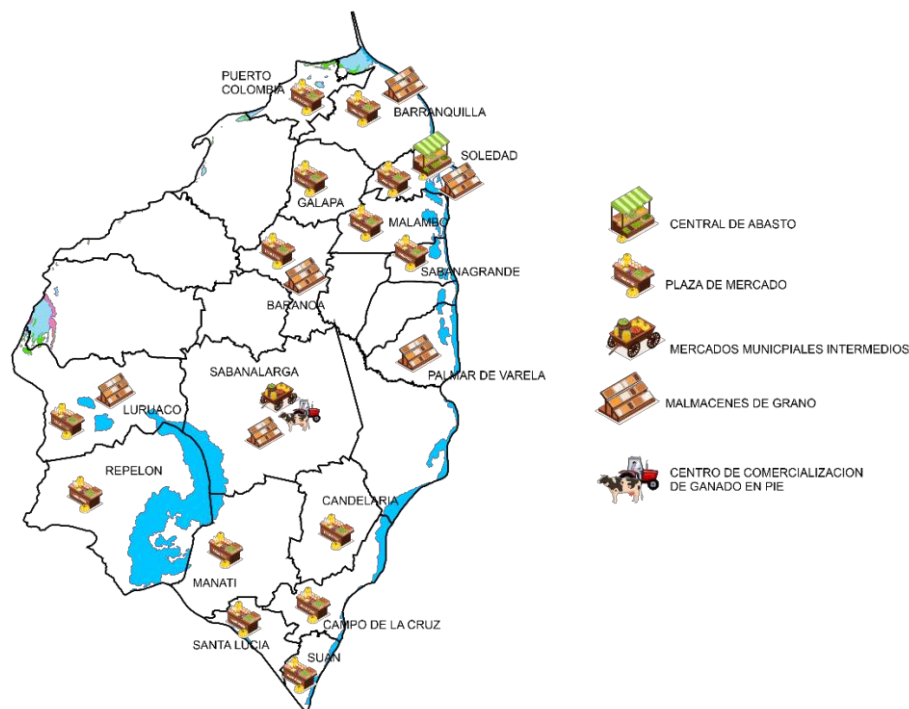 PUERTO
COLOMBIA
BARRANQUILLA
SOLEDAD
GALAPA
MALAMBO
SABANAGRANDE
BARANOA
PALMAR DE VARELA
SABANALARGA
LURUACO
REPELON
CANDELARIA
MANATI
CAMPO DE LA CRUZ
SANTA LUCIA
SUAN
CENTRAL DE ABASTO
PLAZA DE MERCADO
MERCADOS MUNICPIALES INTERMEDIOS
MALMACENES DE GRANO
CENTRO DE COMERCIALIZACION
DE GANADO EN PIE